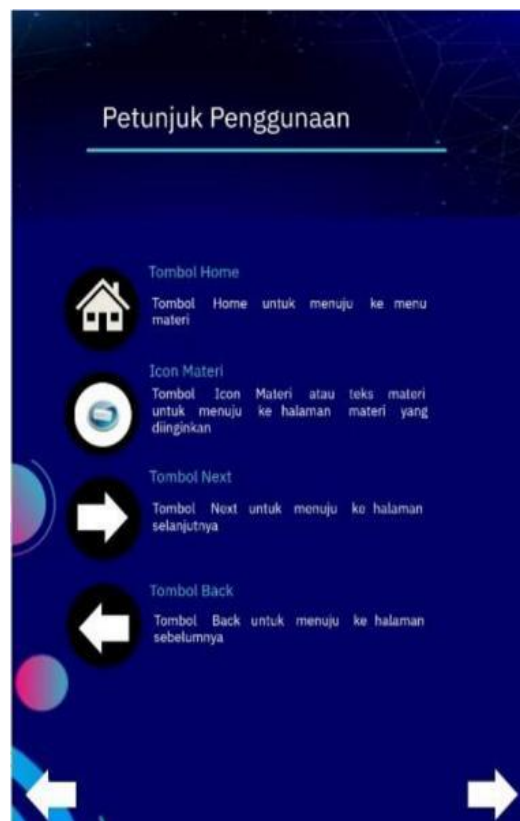 Petunjuk Penggunaan
Tombol Home
Tombol Home untuk menuju ke menu
materi
Icon Materi
Tombol Icon Materi atau teks materi
untuk menuju ke halaman materi yang
diinginkan
Tombol Next
Tombol Next untuk menuju ke halaman
selanjutnya
Tombol Back
Tombol Back untuk menuju ke halaman
sebelumnya